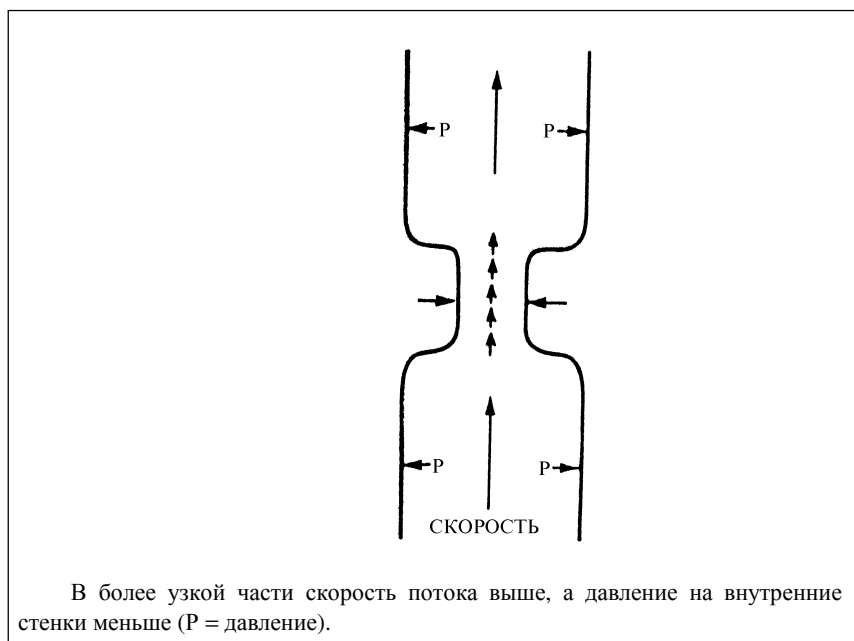 P P
P P
СКОРОСТЬ
В более узкой части скорость потока выше, а давление на внутренние
стенки меньше (P = давление).